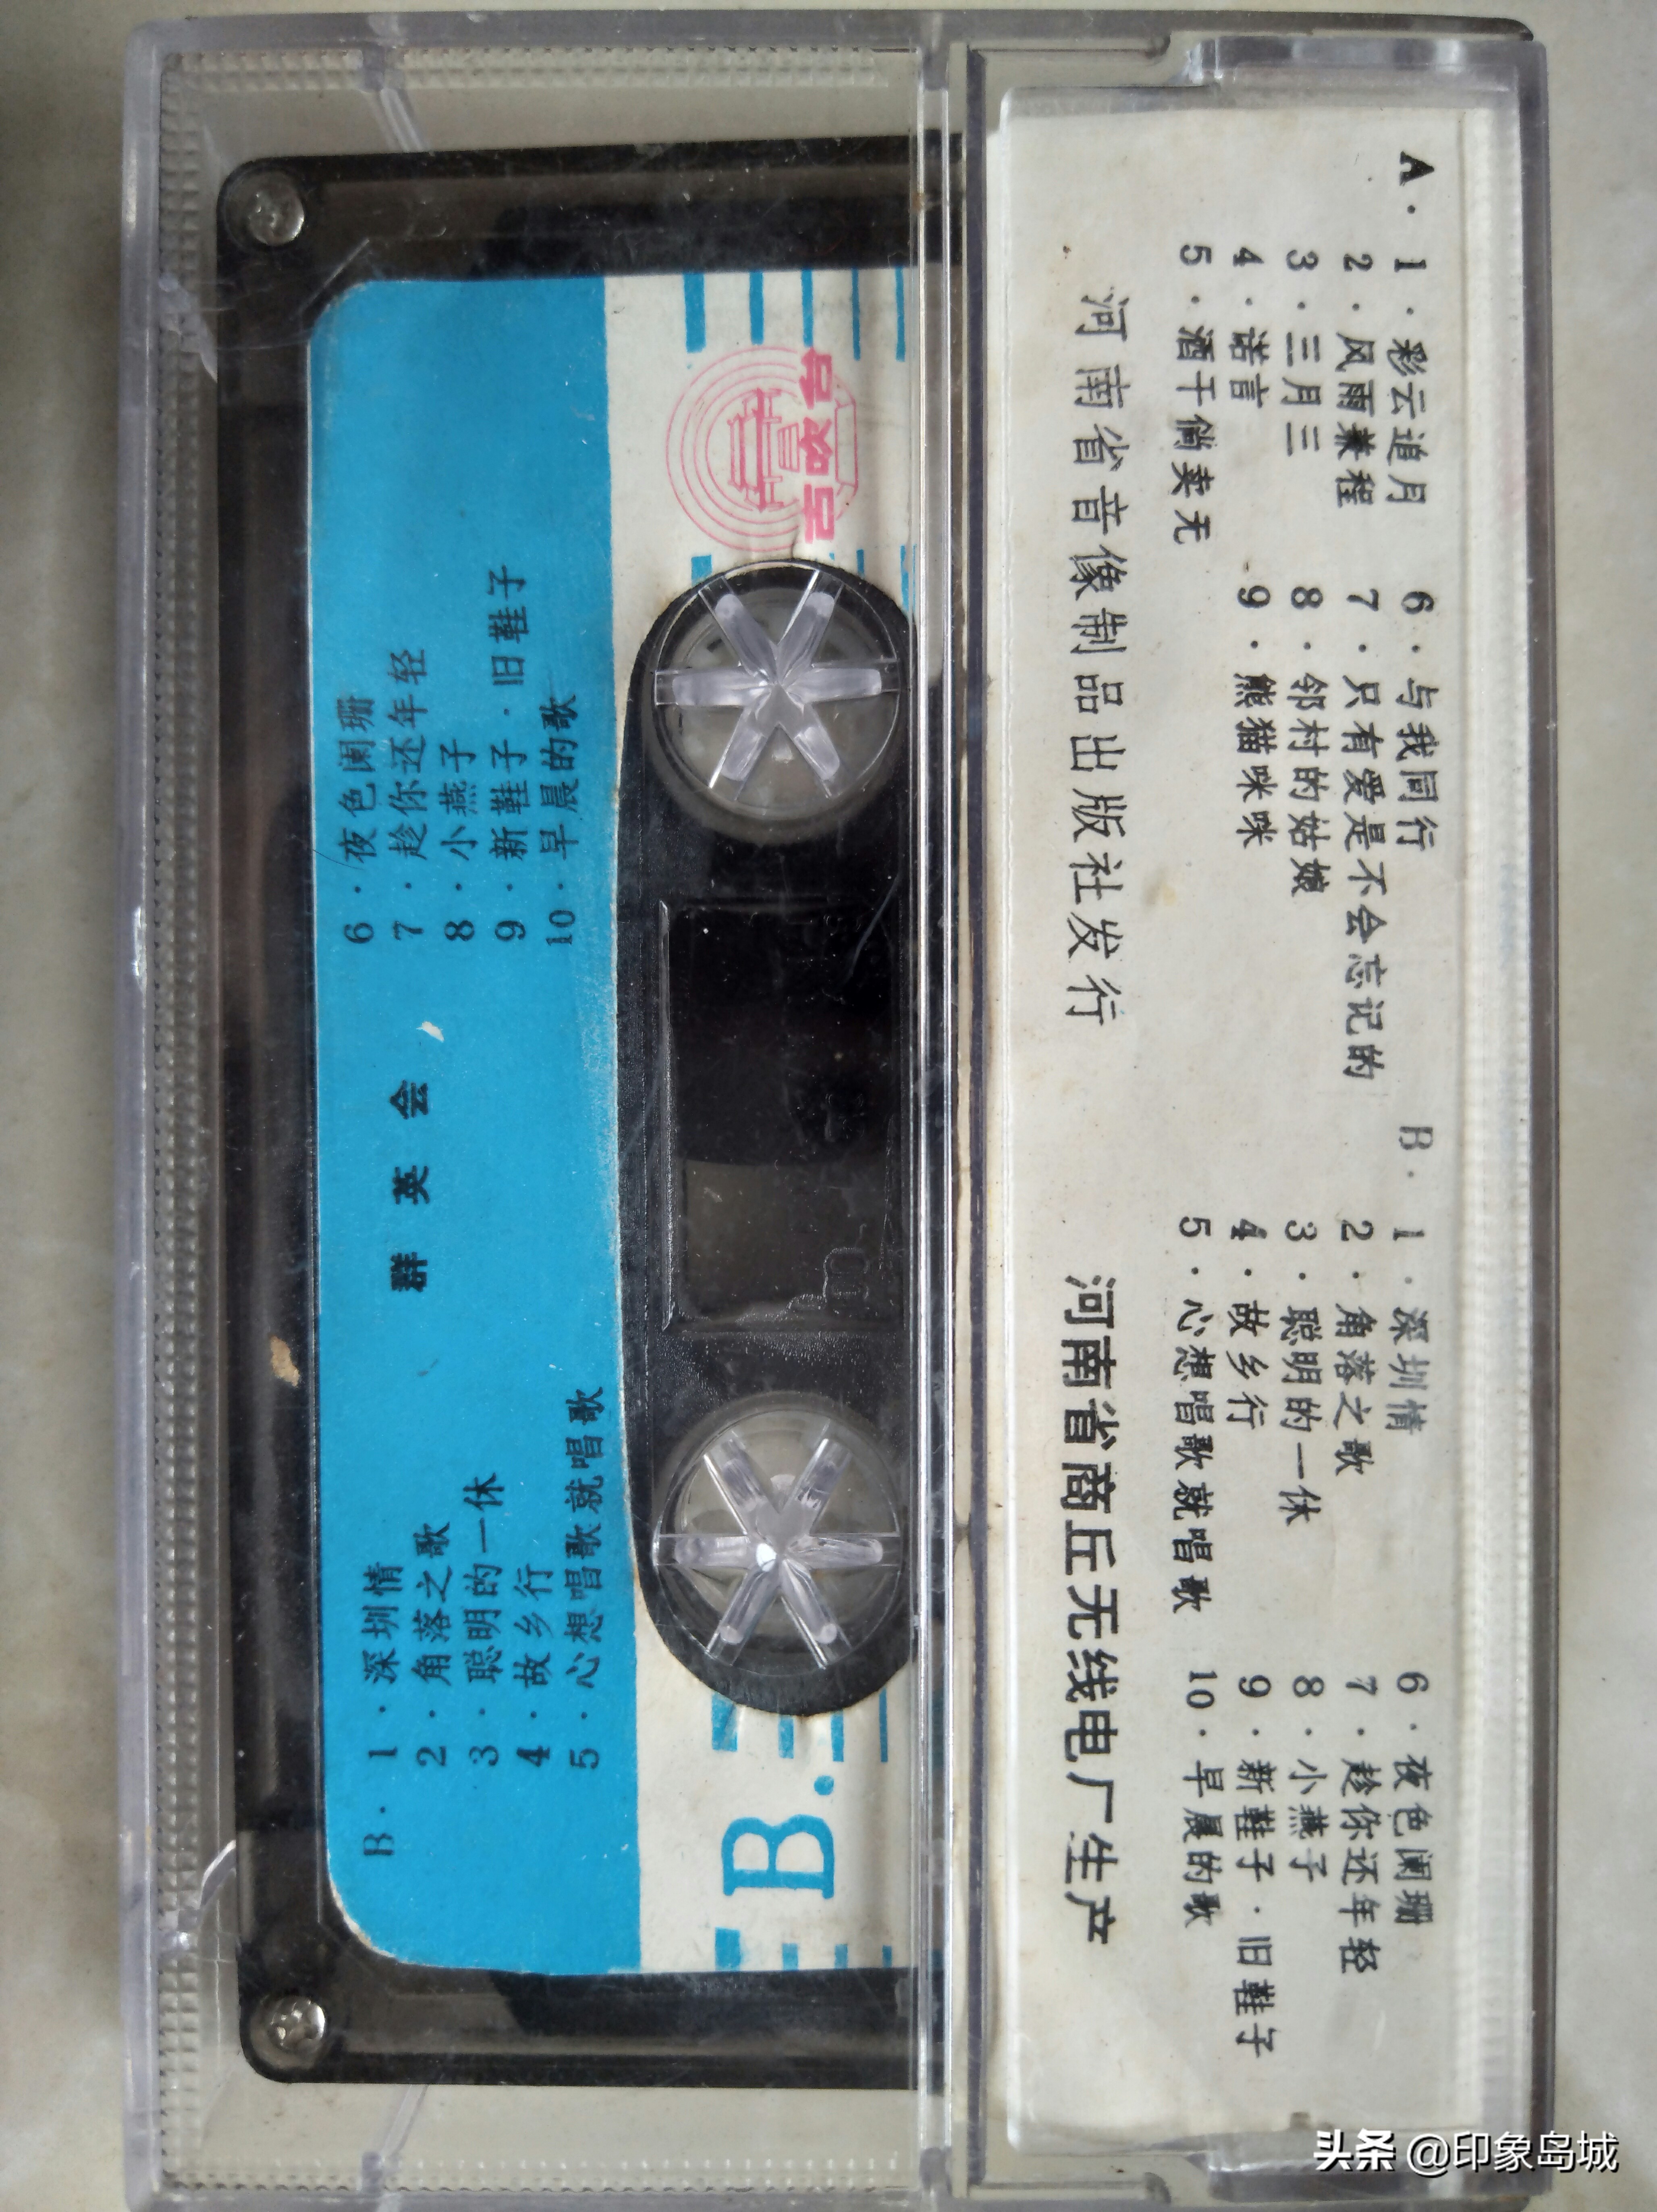 A·
1·彩云追月
2·风雨兼程
3·三月三
4·诺言
5·酒干倘卖无
6·与我同行
7·只有爱是不会忘记的
8·邻村的姑娘
9·熊猫咪咪
B·
1·深圳情
2·角落之歌
3·聪明的一休
4·故乡行
5·心想唱歌就唱歌
6·夜色阑珊
7·趁你还年轻
8·小燕子
9·新鞋子·旧鞋子
10·早晨的歌
河南省音像制品出版社发行
河南省商丘无线电厂生产
群英会
B·
1·深圳情
2·角落之歌
3·聪明的一休
4·故乡行
5·心想唱歌就唱歌
6·夜色阑珊
7·趁你还年轻
8·小燕子
9·新鞋子·旧鞋子
10·早晨的歌
B.
古吹台
头条 @印象岛城